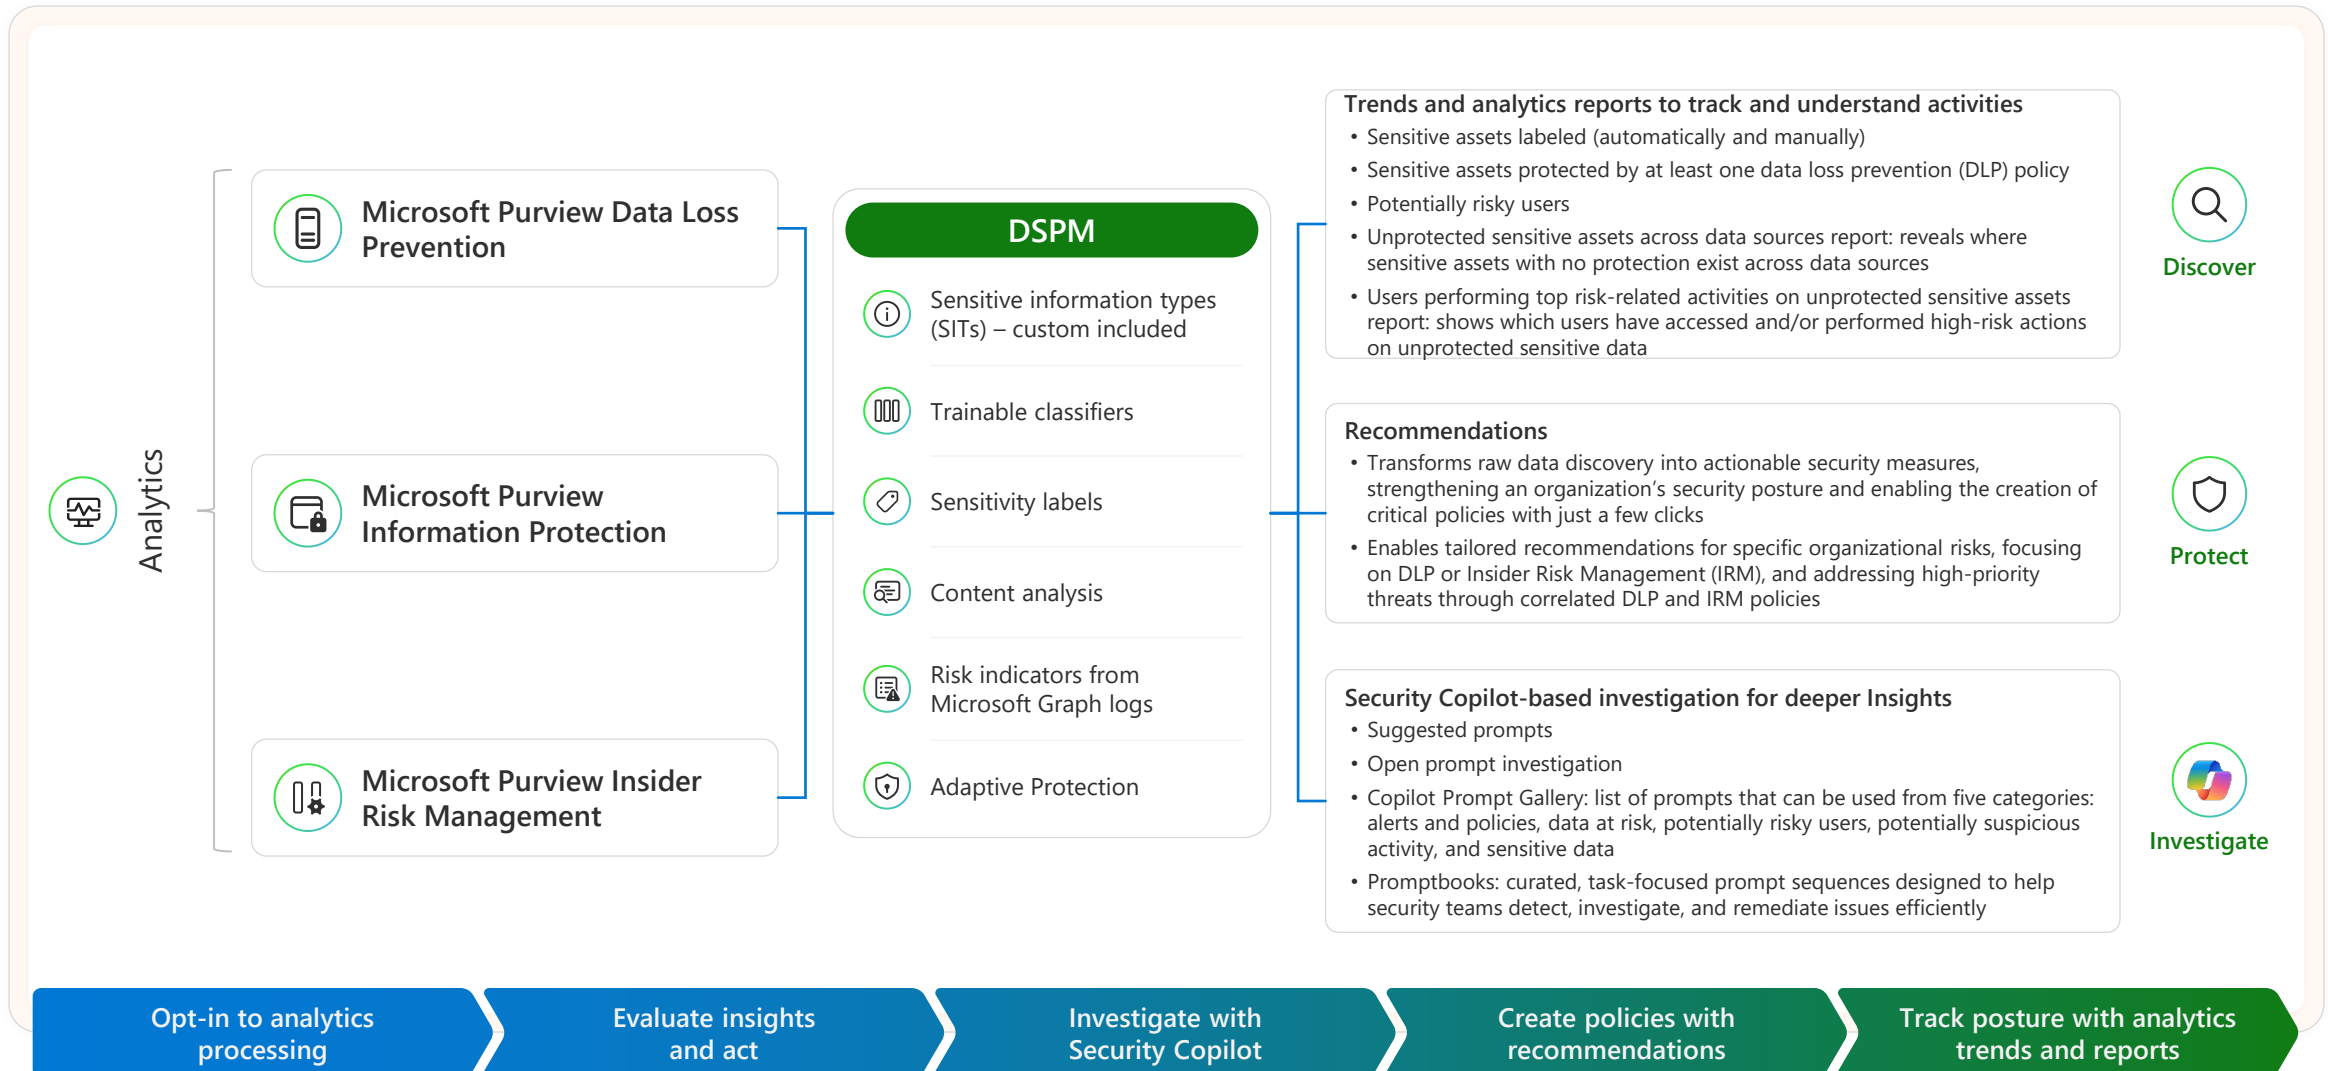 Analytics
Microsoft Purview Data Loss
Prevention
Microsoft Purview
Information Protection
Microsoft Purview Insider
Risk Management
DSPM
Sensitive information types
(SITs) – custom included
Trainable classifiers
Sensitivity labels
Content analysis
Risk indicators from
Microsoft Graph logs
Adaptive Protection
Trends and analytics reports to track and understand activities
• Sensitive assets labeled (automatically and manually)
• Sensitive assets protected by at least one data loss prevention (DLP) policy
• Potentially risky users
• Unprotected sensitive assets across data sources report: reveals where
sensitive assets with no protection exist across data sources
• Users performing top risk-related activities on unprotected sensitive assets
report: shows which users have accessed and/or performed high-risk actions
on unprotected sensitive data
Discover
Recommendations
• Transforms raw data discovery into actionable security measures,
strengthening an organization’s security posture and enabling the creation of
critical policies with just a few clicks
• Enables tailored recommendations for specific organizational risks, focusing
on DLP or Insider Risk Management (IRM), and addressing high-priority
threats through correlated DLP and IRM policies
Protect
Security Copilot-based investigation for deeper Insights
• Suggested prompts
• Open prompt investigation
• Copilot Prompt Gallery: list of prompts that can be used from five categories:
alerts and policies, data at risk, potentially risky users, potentially suspicious
activity, and sensitive data
• Promptbooks: curated, task-focused prompt sequences designed to help
security teams detect, investigate, and remediate issues efficiently
Investigate
Opt-in to analytics
processing
Evaluate insights
and act
Investigate with
Security Copilot
Create policies with
recommendations
Track posture with analytics
trends and reports